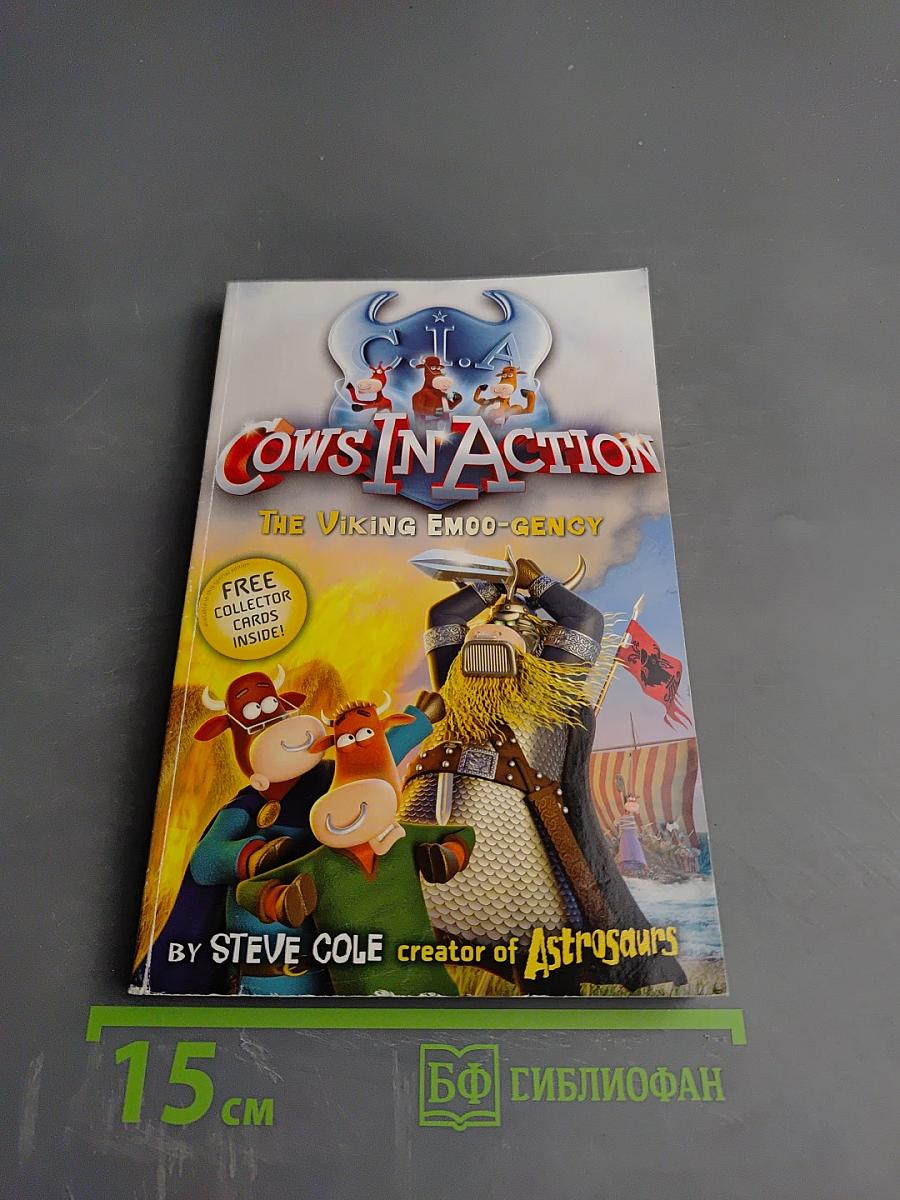 C.I.A
COWS IN ACTION
THE VIKING EMOO-GENCY
FREE
COLLECTOR
CARDS
INSIDE!
BY STEVE COLE creator of Astrosaurs
15 см
БФ БИБЛИОФАН